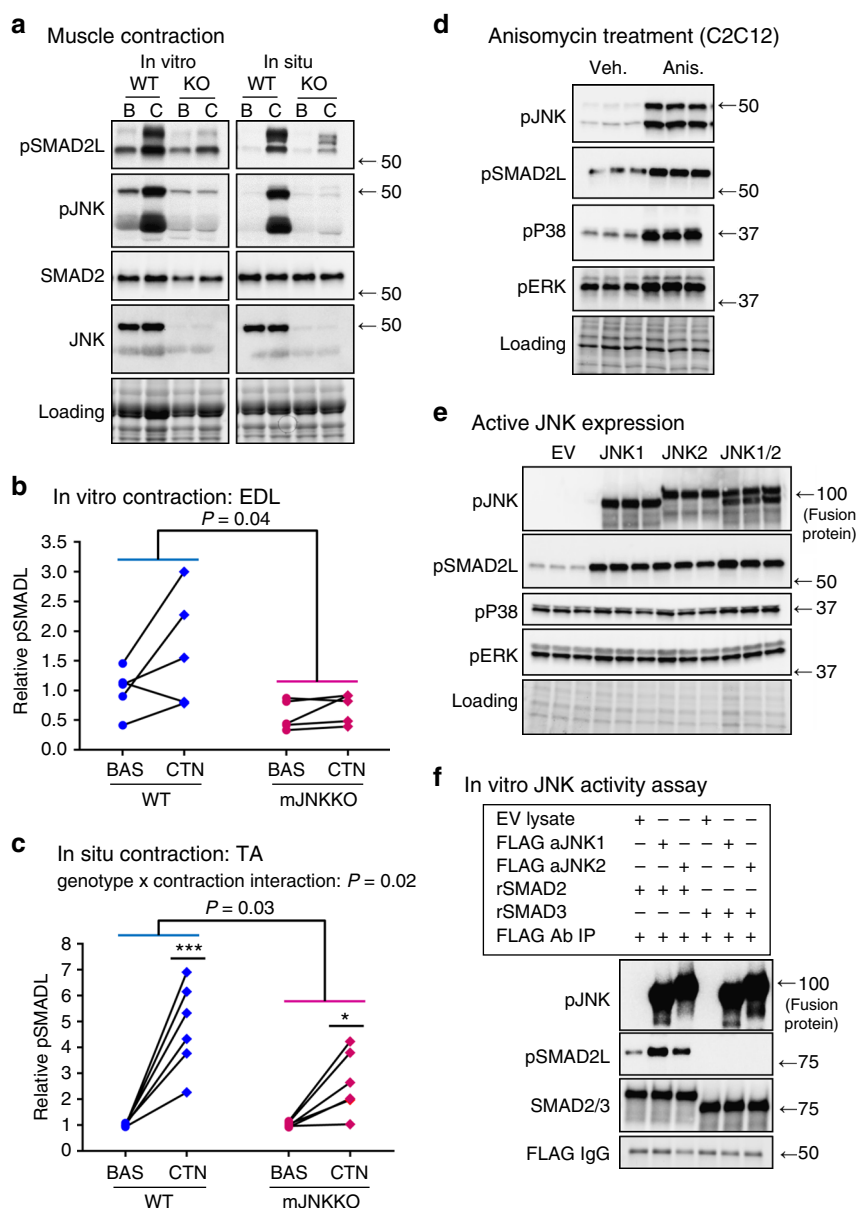 a Muscle contraction
In vitro In situ
WT KO WT KO
B C B C B C B C
pSMAD2L
← 50
pJNK
← 50
SMAD2
← 50
JNK
← 50
Loading
b In vitro contraction: EDL
P = 0.04
Relative pSMADL
3.5
3.0
2.5
2.0
1.5
1.0
0.5
0.0
BAS CTN BAS CTN
WT mJNKKO
c In situ contraction: TA
genotype x contraction interaction: P = 0.02
P = 0.03
Relative pSMADL
8
7
6
5
4
3
2
1
0
***
*
BAS CTN BAS CTN
WT mJNKKO
d Anisomycin treatment (C2C12)
Veh. Anis.
pJNK
← 50
pSMAD2L
← 50
pP38
← 37
pERK
← 37
Loading
e Active JNK expression
EV JNK1 JNK2 JNK1/2
pJNK
← 100
(Fusion
protein)
pSMAD2L
← 50
pP38
← 37
pERK
← 37
Loading
f In vitro JNK activity assay
EV lysate + − − + − −
FLAG aJNK1 − + − − + −
FLAG aJNK2 − − + − − +
rSMAD2 + + + − − −
rSMAD3 − − − + + +
FLAG Ab IP + + + + + +
pJNK
← 100
(Fusion
protein)
pSMAD2L
← 75
SMAD2/3
← 75
FLAG IgG
← 50